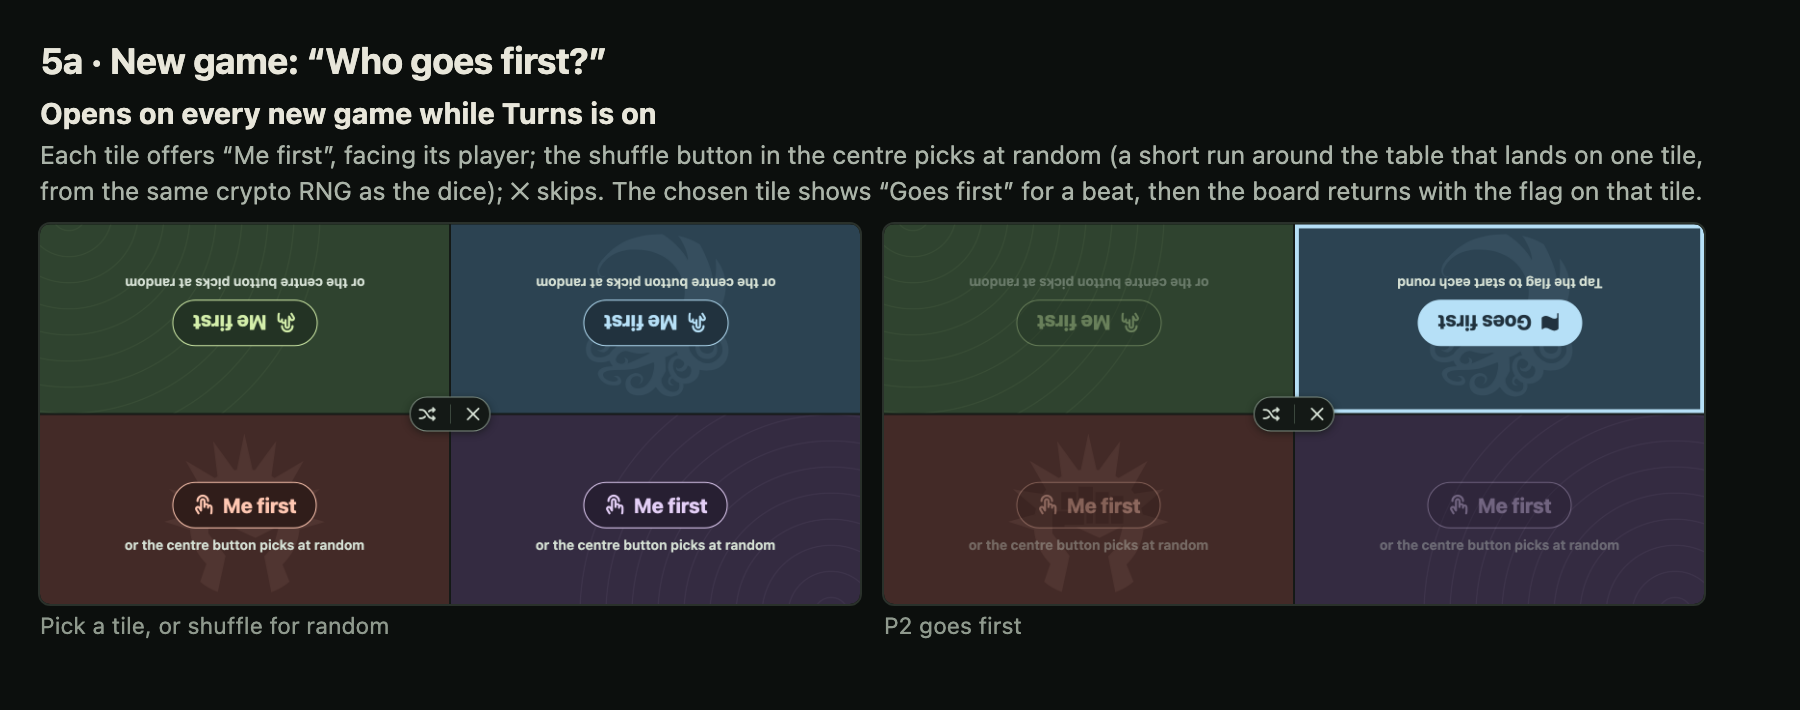 5a · New game: “Who goes first?”
Opens on every new game while Turns is on
Each tile offers “Me first”, facing its player; the shuffle button in the centre picks at random (a short run around the table that lands on one tile,
from the same crypto RNG as the dice); ✕ skips. The chosen tile shows “Goes first” for a beat, then the board returns with the flag on that tile.
or the centre button picks at random
Me first
or the centre button picks at random
Me first
Me first
or the centre button picks at random
Me first
or the centre button picks at random
Pick a tile, or shuffle for random
or the centre button picks at random
Me first
Tap the flag to start each round
Goes first
Me first
or the centre button picks at random
Me first
or the centre button picks at random
P2 goes first